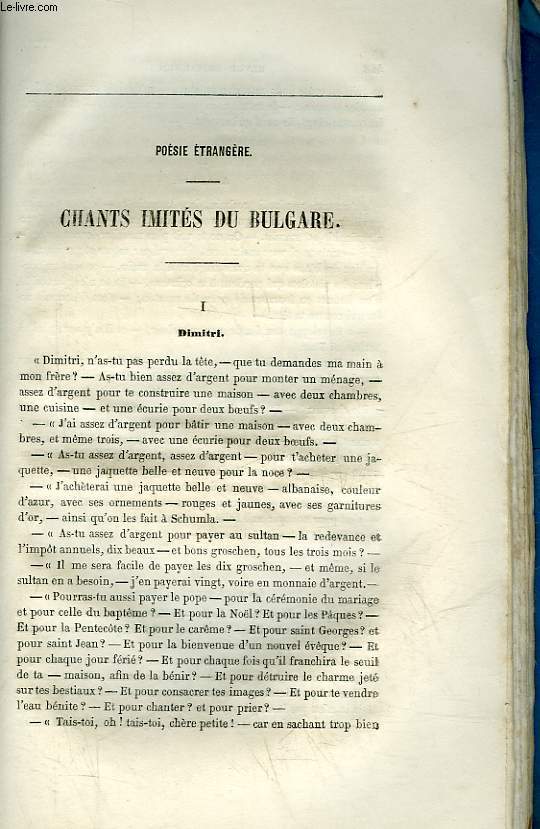 Le-livre.com
POÉSIE ÉTRANGÈRE.
CHANTS IMITÉS DU BULGARE.
I
Dimitri.
« Dimitri, n'as-tu pas perdu la tête, — que tu demandes ma main à
mon frère ? — As-tu bien assez d'argent pour monter un ménage, —
assez d'argent pour te construire une maison — avec deux chambres,
une cuisine — et une écurie pour deux bœufs ? —
— « J'ai assez d'argent pour bâtir une maison — avec deux cham-
bres, et même trois, — avec une écurie pour deux bœufs. —
— « As-tu assez d'argent, assez d'argent — pour t'acheter une ja-
quette, — une jaquette belle et neuve pour la noce ? —
— « J'achèterai une jaquette belle et neuve — albanaise, couleur
d'azur, avec ses ornements — rouges et jaunes, avec ses garnitures
d'or, — ainsi qu'on les fait à Schumla. —
— « As-tu assez d'argent pour payer au sultan — la redevance et
l'impôt annuels, dix beaux — et bons groschen, tous les trois mois ? —
— « Il me sera facile de payer les dix groschen, — et même, si le
sultan en a besoin, — j'en payerai vingt, voire en monnaie d'argent. —
— « Pourras-tu aussi payer le pope — pour la cérémonie du mariage
et pour celle du baptême ? — Et pour la Noël ? Et pour les Pâques ? —
Et pour la Pentecôte ? Et pour le carême ? — Et pour saint Georges ? et
pour saint Jean ? — Et pour la bienvenue d'un nouvel évêque ? — Et
pour chaque jour férié ? — Et pour chaque fois qu'il franchira le seuil
de ta — maison, afin de la bénir ? — Et pour détruire le charme jeté
sur tes bestiaux ? — Et pour consacrer tes images ? — Et pour te vendre
l'eau bénite ? — Et pour chanter ? et pour prier ? —
— « Tais-toi, oh ! tais-toi, chère petite ! — car en sachant trop bien